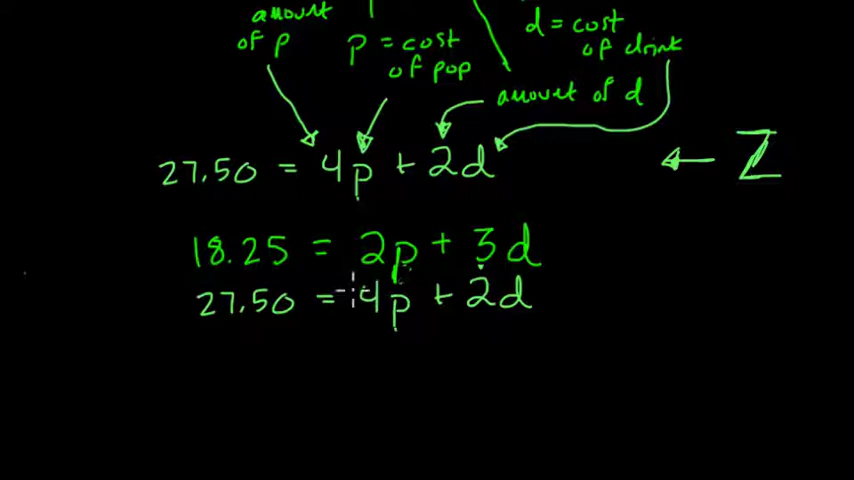 amount
of p
p = cost
of pop
d = cost
of drink
amount of d
27.50 = 4p + 2d
Z
18.25 = 2p + 3d
27.50 = 4p + 2d